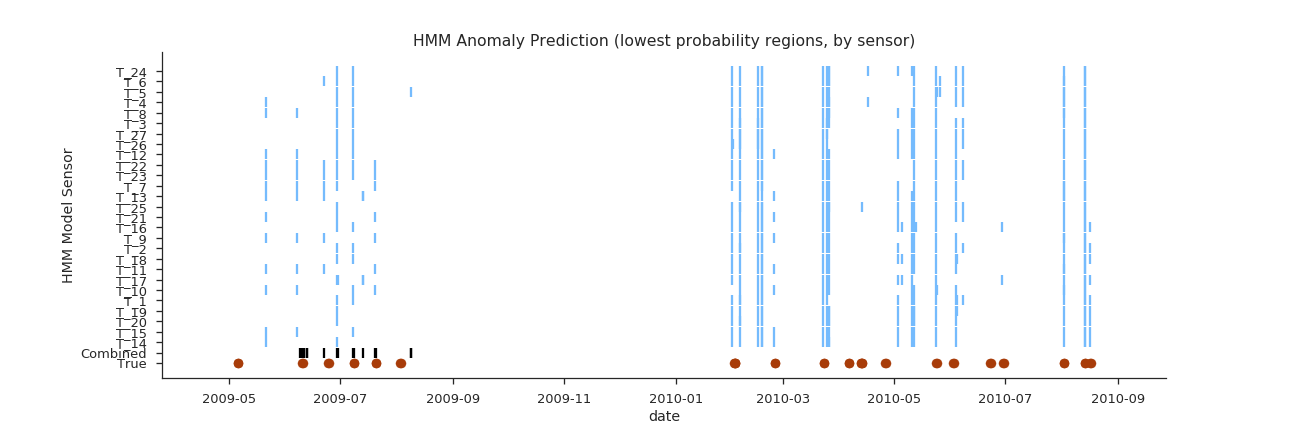 HMM Anomaly Prediction (lowest probability regions, by sensor)
HMM Model Sensor
T_24
T_6
T_5
T_4
T_8
T_3
T_27
T_26
T_12
T_22
T_23
T_7
T_13
T_25
T_21
T_16
T_9
T_2
T_18
T_11
T_17
T_10
T_1
T_19
T_20
T_15
T_14
Combined
True
2009-05 2009-07 2009-09 2009-11 2010-01 2010-03 2010-05 2010-07 2010-09
date